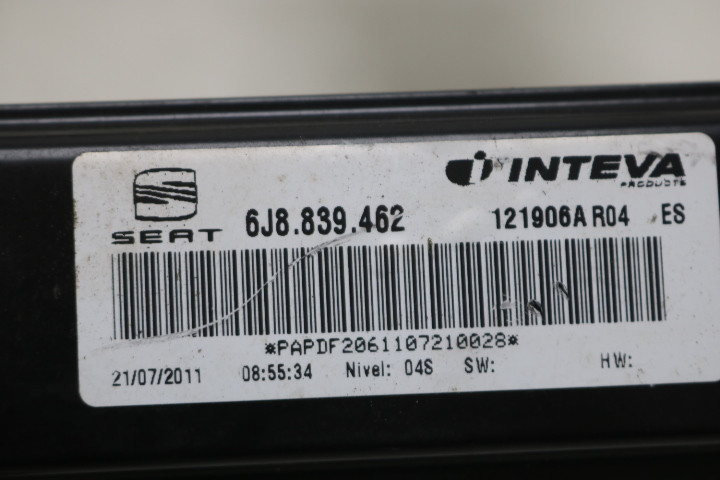 INTEVA
PRODUCTS
SEAT 6J8.839.462 121906A R04 ES
*PAPDF2061107210028*
21/07/2011 08:55:34 Nivel: 04S SW: HW: